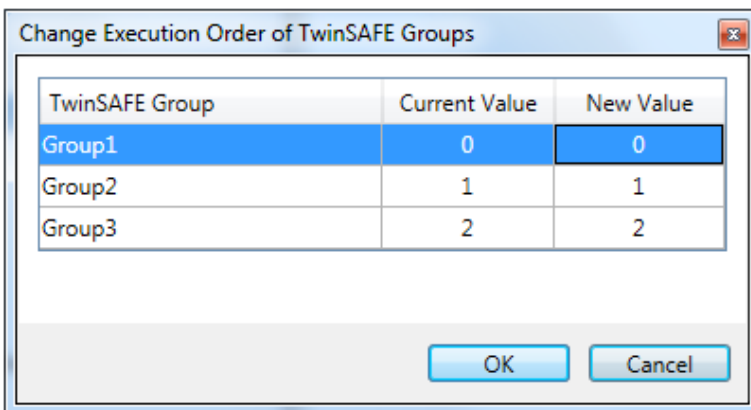 Change Execution Order of TwinSAFE Groups
TwinSAFE Group Current Value New Value
Group1 0 0
Group2 1 1
Group3 2 2
OK Cancel